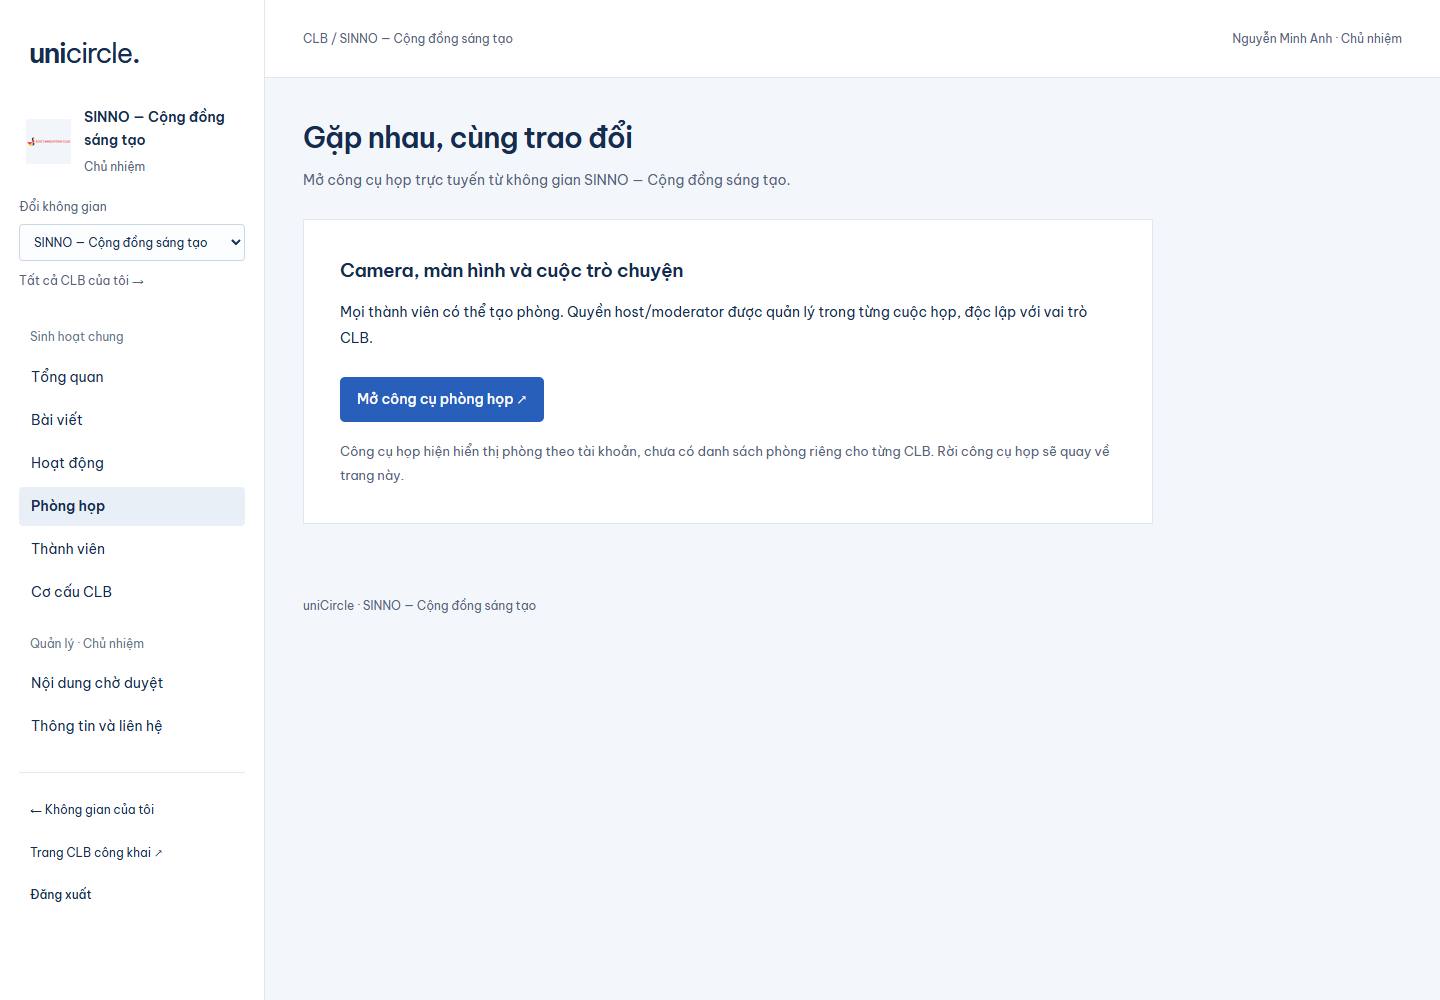 unicircle.
SINNO — Cộng đồng
sáng tạo
Chủ nhiệm
Đổi không gian
SINNO — Cộng đồng sáng tạo
Tất cả CLB của tôi →
Sinh hoạt chung
Tổng quan
Bài viết
Hoạt động
Phòng họp
Thành viên
Cơ cấu CLB
Quản lý · Chủ nhiệm
Nội dung chờ duyệt
Thông tin và liên hệ
← Không gian của tôi
Trang CLB công khai ↗
Đăng xuất
CLB / SINNO — Cộng đồng sáng tạo
Nguyễn Minh Anh · Chủ nhiệm
Gặp nhau, cùng trao đổi
Mở công cụ họp trực tuyến từ không gian SINNO — Cộng đồng sáng tạo.
Camera, màn hình và cuộc trò chuyện
Mọi thành viên có thể tạo phòng. Quyền host/moderator được quản lý trong từng cuộc họp, độc lập với vai trò
CLB.
Mở công cụ phòng họp ↗
Công cụ họp hiện hiển thị phòng theo tài khoản, chưa có danh sách phòng riêng cho từng CLB. Rời công cụ họp sẽ quay về
trang này.
uniCircle · SINNO — Cộng đồng sáng tạo